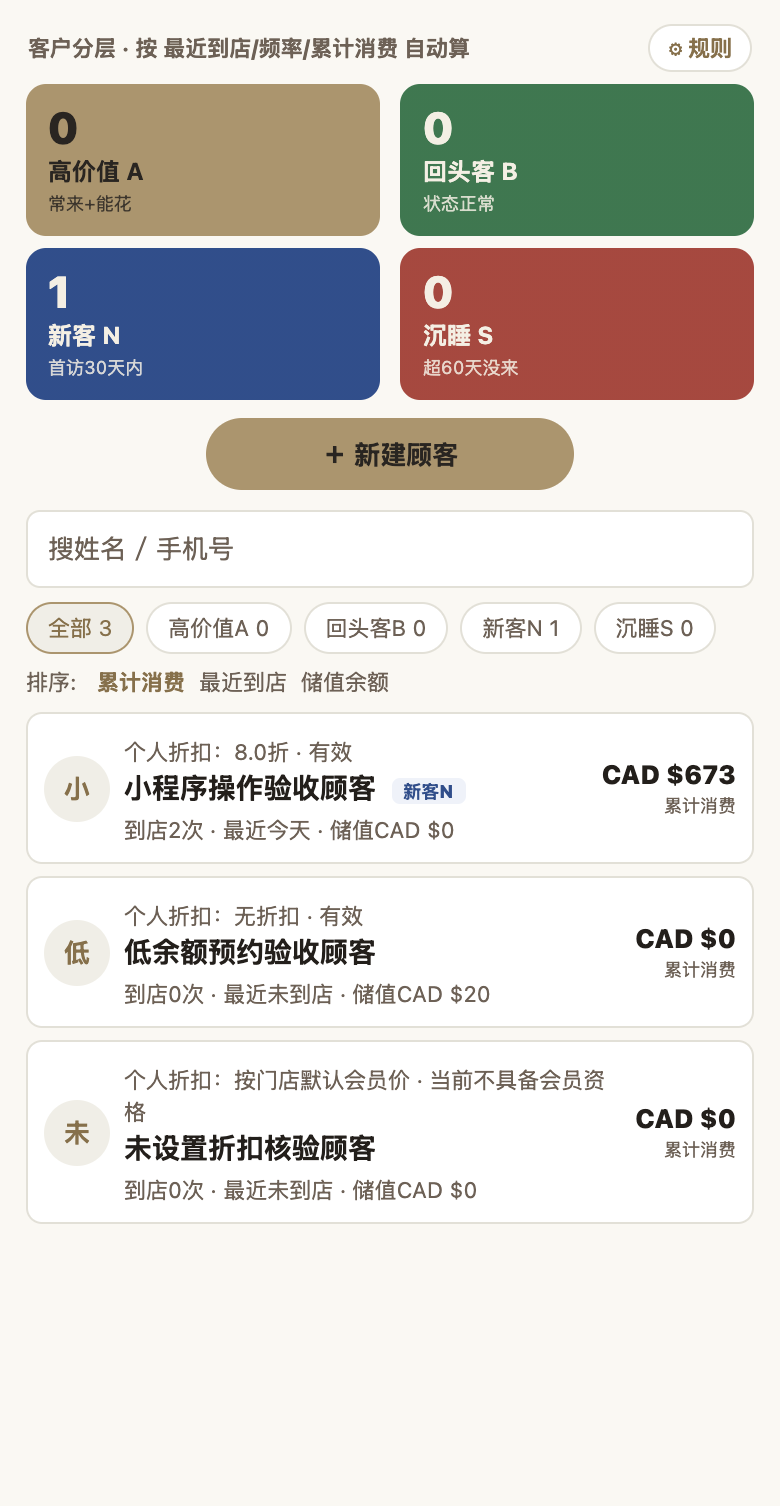 客户分层 · 按 最近到店/频率/累计消费 自动算
⚙ 规则
0
高价值 A
常来+能花
0
回头客 B
状态正常
1
新客 N
首访30天内
0
沉睡 S
超60天没来
+ 新建顾客
搜姓名 / 手机号
全部 3
高价值A 0
回头客B 0
新客N 1
沉睡S 0
排序: 累计消费 最近到店 储值余额
小
个人折扣：8.0折 · 有效
小程序操作验收顾客 新客N
到店2次 · 最近今天 · 储值CAD $0
CAD $673
累计消费
低
个人折扣：无折扣 · 有效
低余额预约验收顾客
到店0次 · 最近未到店 · 储值CAD $20
CAD $0
累计消费
未
个人折扣：按门店默认会员价 · 当前不具备会员资
格
未设置折扣核验顾客
到店0次 · 最近未到店 · 储值CAD $0
CAD $0
累计消费